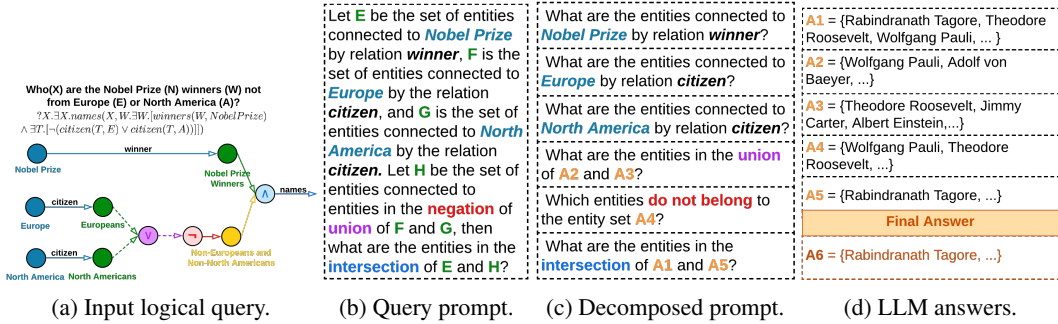 Who(X) are the Nobel Prize (N) winners (W) not
from Europe (E) or North America (A)?
?X.∃X.names(X, W.∃W.[winners(W, NobelPrize)
∧ ∃T.[¬(citizen(T, E) ∨ citizen(T, A))]])
winner
Nobel Prize
Nobel Prize
Winners
∧
names
citizen
Europe
Europeans
∨
¬
Non-Europeans and
Non-North Americans
citizen
North America
North Americans
(a) Input logical query.
Let E be the set of entities
connected to Nobel Prize
by relation winner, F is the
set of entities connected to
Europe by the relation
citizen, and G is the set of
entities connected to North
America by the relation
citizen. Let H be the set of
entities connected to
entities in the negation of
union of F and G, then
what are the entities in the
intersection of E and H?
(b) Query prompt.
What are the entities connected to
Nobel Prize by relation winner?
What are the entities connected to
Europe by relation citizen?
What are the entities connected to
North America by relation citizen?
What are the entities in the union
of A2 and A3?
Which entities do not belong to
the entity set A4?
What are the entities in the
intersection of A1 and A5?
(c) Decomposed prompt.
A1 = {Rabindranath Tagore, Theodore
Roosevelt, Wolfgang Pauli, ... }
A2 = {Wolfgang Pauli, Adolf von
Baeyer, ...}
A3 = {Theodore Roosevelt, Jimmy
Carter, Albert Einstein,...}
A4 = {Wolfgang Pauli, Theodore
Roosevelt, ...}
A5 = {Rabindranath Tagore, ...}
Final Answer
A6 = {Rabindranath Tagore, ...}
(d) LLM answers.